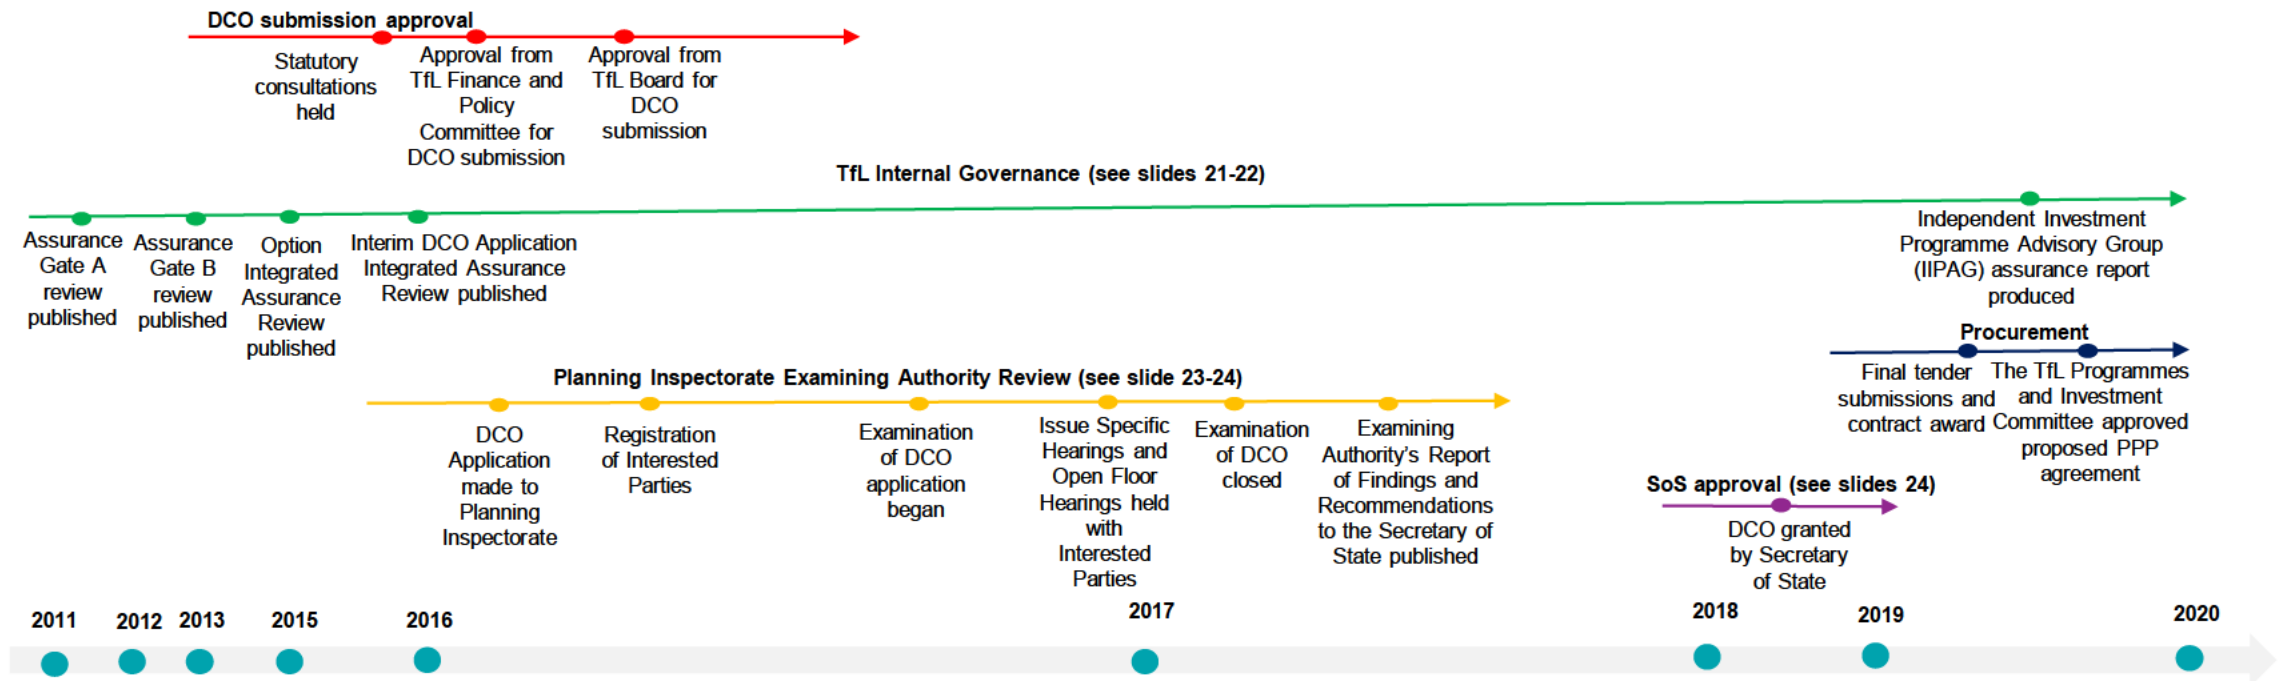 DCO submission approval
Statutory
consultations
held
Approval from
TfL Finance and
Policy
Committee for
DCO submission
Approval from
TfL Board for
DCO
submission
TfL Internal Governance (see slides 21-22)
Assurance
Gate A
review
published
Assurance
Gate B
review
published
Option
Integrated
Assurance
Review
published
Interim DCO Application
Integrated Assurance
Review published
Independent Investment
Programme Advisory Group
(IIPAG) assurance report
produced
Procurement
Final tender
submissions and
contract award
The TfL Programmes
and Investment
Committee approved
proposed PPP
agreement
Planning Inspectorate Examining Authority Review (see slide 23-24)
DCO
Application
made to
Planning
Inspectorate
Registration
of Interested
Parties
Examination
of DCO
application
began
Issue Specific
Hearings and
Open Floor
Hearings held
with
Interested
Parties
Examination
of DCO
closed
Examining
Authority's Report
of Findings and
Recommendations
to the Secretary of
State published
SoS approval (see slides 24)
DCO granted
by Secretary
of State
2011
2012
2013
2015
2016
2017
2018
2019
2020